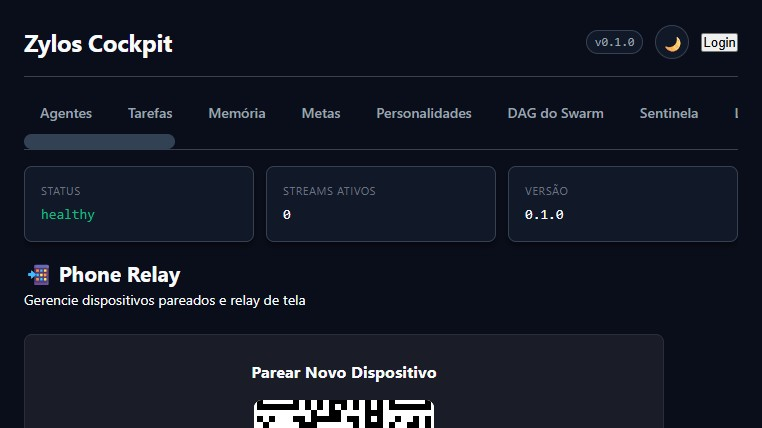 Zylos Cockpit
v0.1.0
Login
Agentes Tarefas Memória Metas Personalidades DAG do Swarm Sentinela
STATUS
healthy
STREAMS ATIVOS
0
VERSÃO
0.1.0
Phone Relay
Gerencie dispositivos pareados e relay de tela
Parear Novo Dispositivo